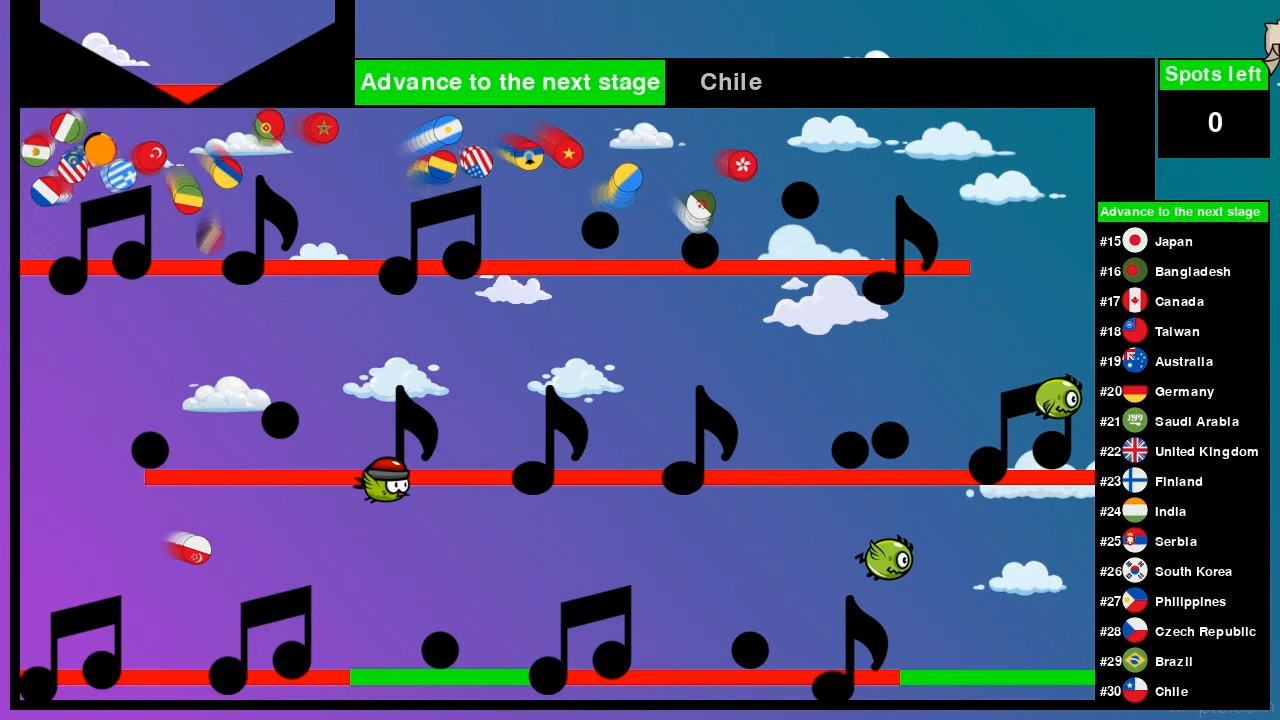 Advance to the next stage Chile
Spots left
0
Advance to the next stage
#15 Japan
#16 Bangladesh
#17 Canada
#18 Taiwan
#19 Australia
#20 Germany
#21 Saudi Arabia
#22 United Kingdom
#23 Finland
#24 India
#25 Serbia
#26 South Korea
#27 Philippines
#28 Czech Republic
#29 Brazil
#30 Chile